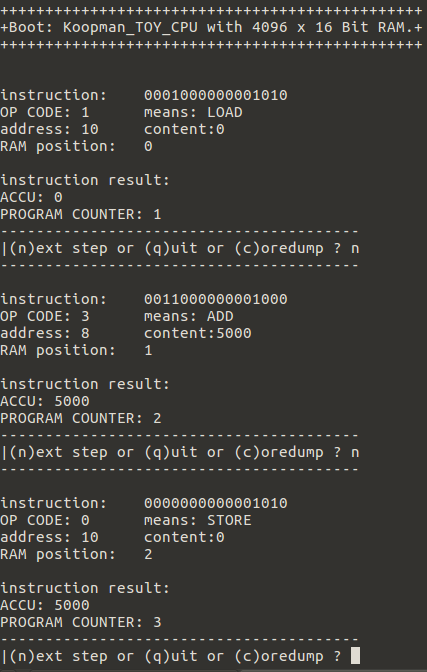 +++++++++++++++++++++++++++++++++++++++++++++++
+Boot: Koopman_TOY_CPU with 4096 x 16 Bit RAM.+
+++++++++++++++++++++++++++++++++++++++++++++++
instruction:    0001000000001010
OP CODE: 1      means: LOAD
address: 10     content:0
RAM position:   0
instruction result:
ACCU: 0
PROGRAM COUNTER: 1
----------------------------------------
|(n)ext step or (q)uit or (c)oredump ? n
----------------------------------------
instruction:    0011000000001000
OP CODE: 3      means: ADD
address: 8      content:5000
RAM position:   1
instruction result:
ACCU: 5000
PROGRAM COUNTER: 2
----------------------------------------
|(n)ext step or (q)uit or (c)oredump ? n
----------------------------------------
instruction:    0000000000001010
OP CODE: 0      means: STORE
address: 10     content:0
RAM position:   2
instruction result:
ACCU: 5000
PROGRAM COUNTER: 3
----------------------------------------
|(n)ext step or (q)uit or (c)oredump ?